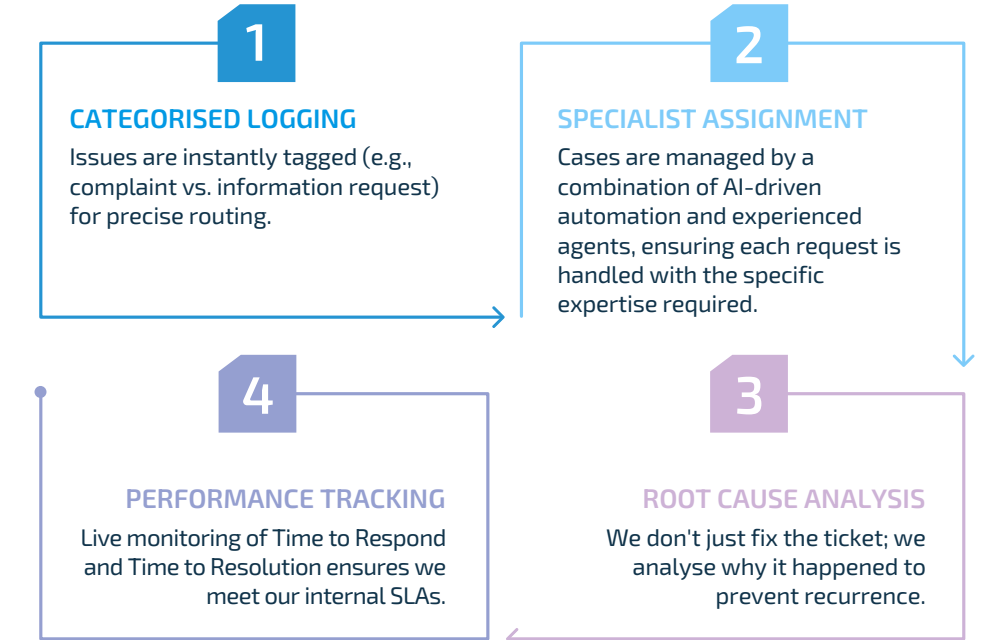 1
CATEGORISED LOGGING
Issues are instantly tagged (e.g.,
complaint vs. information request)
for precise routing.
2
SPECIALIST ASSIGNMENT
Cases are managed by a
combination of AI-driven
automation and experienced
agents, ensuring each request is
handled with the specific
expertise required.
3
ROOT CAUSE ANALYSIS
We don't just fix the ticket; we
analyse why it happened to
prevent recurrence.
4
PERFORMANCE TRACKING
Live monitoring of Time to Respond
and Time to Resolution ensures we
meet our internal SLAs.